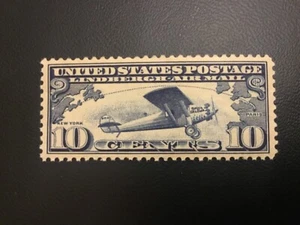 UNITED STATES POSTAGE
LINDBERGH AIR MAIL
NEW YORK
PARIS
10 CENTS 10